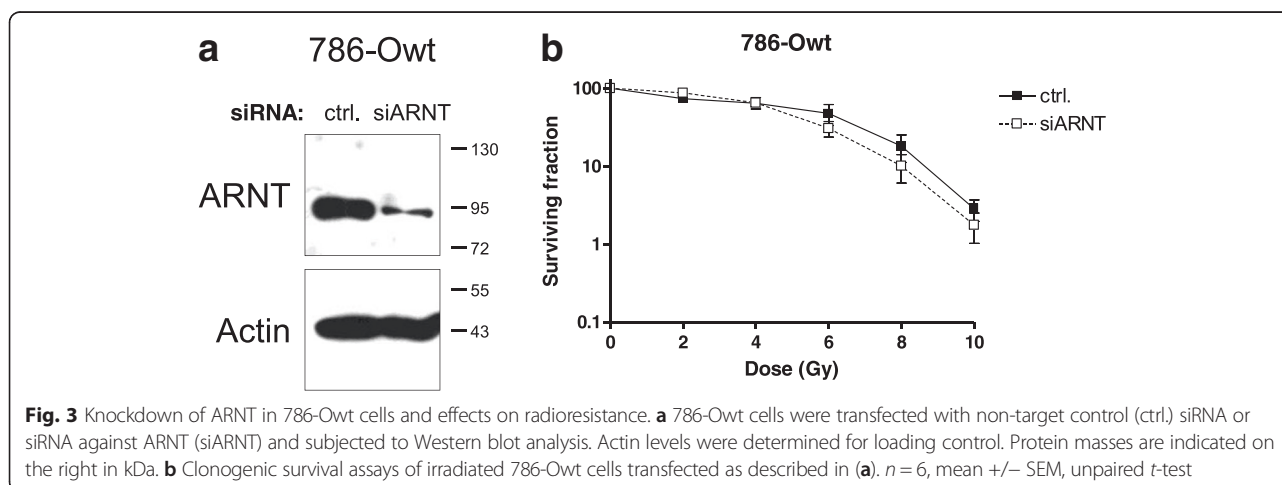 a 786-Owt
siRNA: ctrl. siARNT
ARNT
130
95
72
Actin
55
43
b 786-Owt
Surviving fraction
100
10
1
0.1
0 2 4 6 8 10
Dose (Gy)
ctrl.
siARNT
Fig. 3 Knockdown of ARNT in 786-Owt cells and effects on radioresistance. a 786-Owt cells were transfected with non-target control (ctrl.) siRNA or
siRNA against ARNT (siARNT) and subjected to Western blot analysis. Actin levels were determined for loading control. Protein masses are indicated on
the right in kDa. b Clonogenic survival assays of irradiated 786-Owt cells transfected as described in (a). n = 6, mean +/− SEM, unpaired t-test